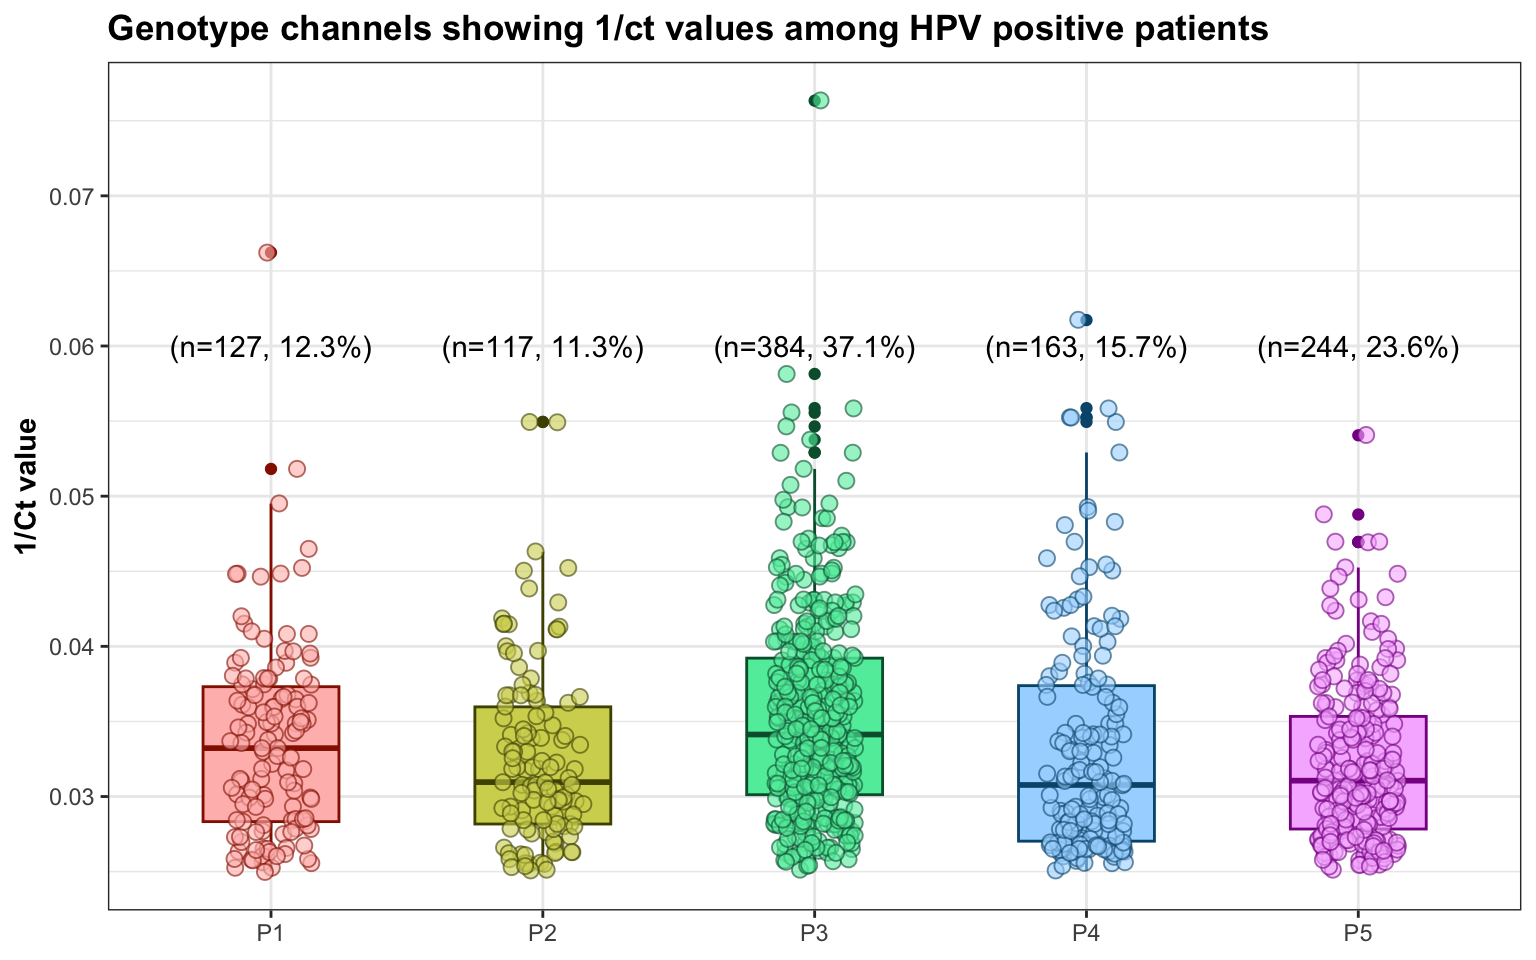 Genotype channels showing 1/ct values among HPV positive patients
1/Ct value
0.07
0.06
0.05
0.04
0.03
(n=127, 12.3%)
(n=117, 11.3%)
(n=384, 37.1%)
(n=163, 15.7%)
(n=244, 23.6%)
P1
P2
P3
P4
P5